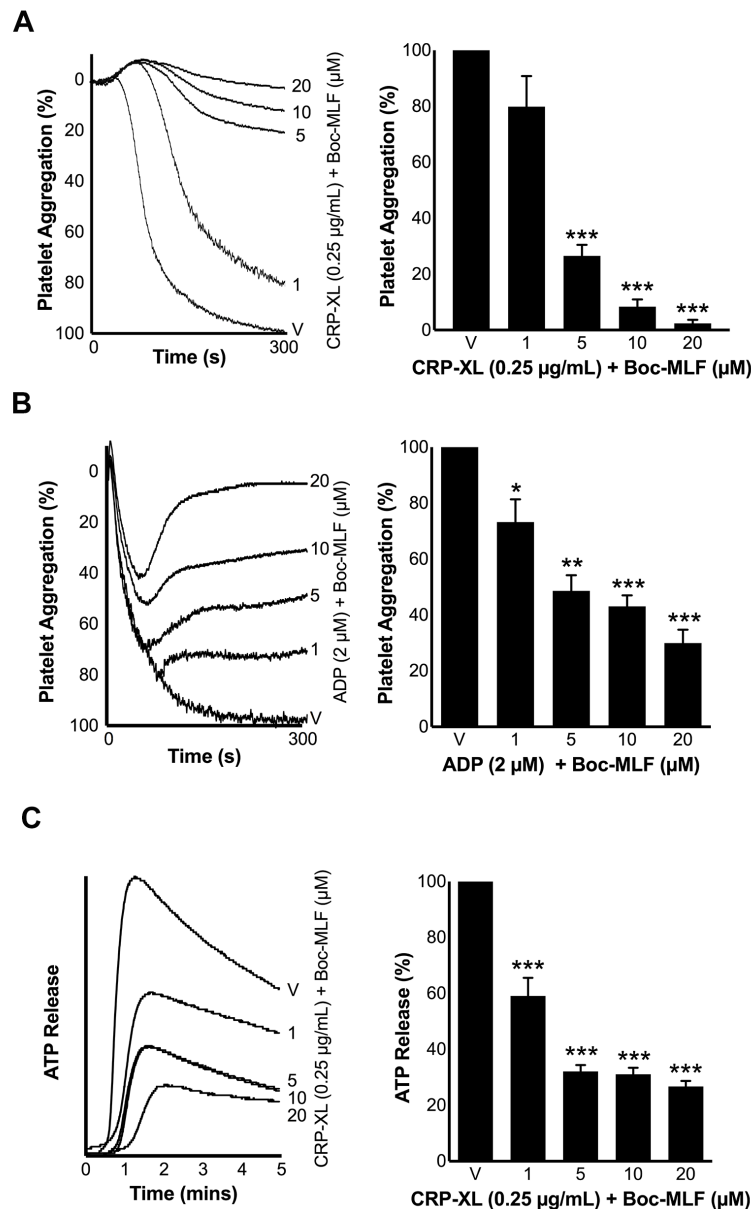 A
Platelet Aggregation (%)
0
20
40
60
80
100
20
10
5
1
V
0
300
Time (s)
CRP-XL (0.25 µg/mL) + Boc-MLF (µM)
Platelet Aggregation (%)
100
80
60
40
20
0
***
***
***
V 1 5 10 20
CRP-XL (0.25 µg/mL) + Boc-MLF (µM)
B
Platelet Aggregation (%)
0
20
40
60
80
100
20
10
5
1
V
0
300
Time (s)
ADP (2 µM) + Boc-MLF (µM)
Platelet Aggregation (%)
100
80
60
40
20
0
*
**
***
***
V 1 5 10 20
ADP (2 µM) + Boc-MLF (µM)
C
ATP Release
V
1
5
10
20
0 1 2 3 4 5
Time (mins)
CRP-XL (0.25 µg/mL) + Boc-MLF (µM)
ATP Release (%)
100
80
60
40
20
0
***
***
***
***
V 1 5 10 20
CRP-XL (0.25 µg/mL) + Boc-MLF (µM)